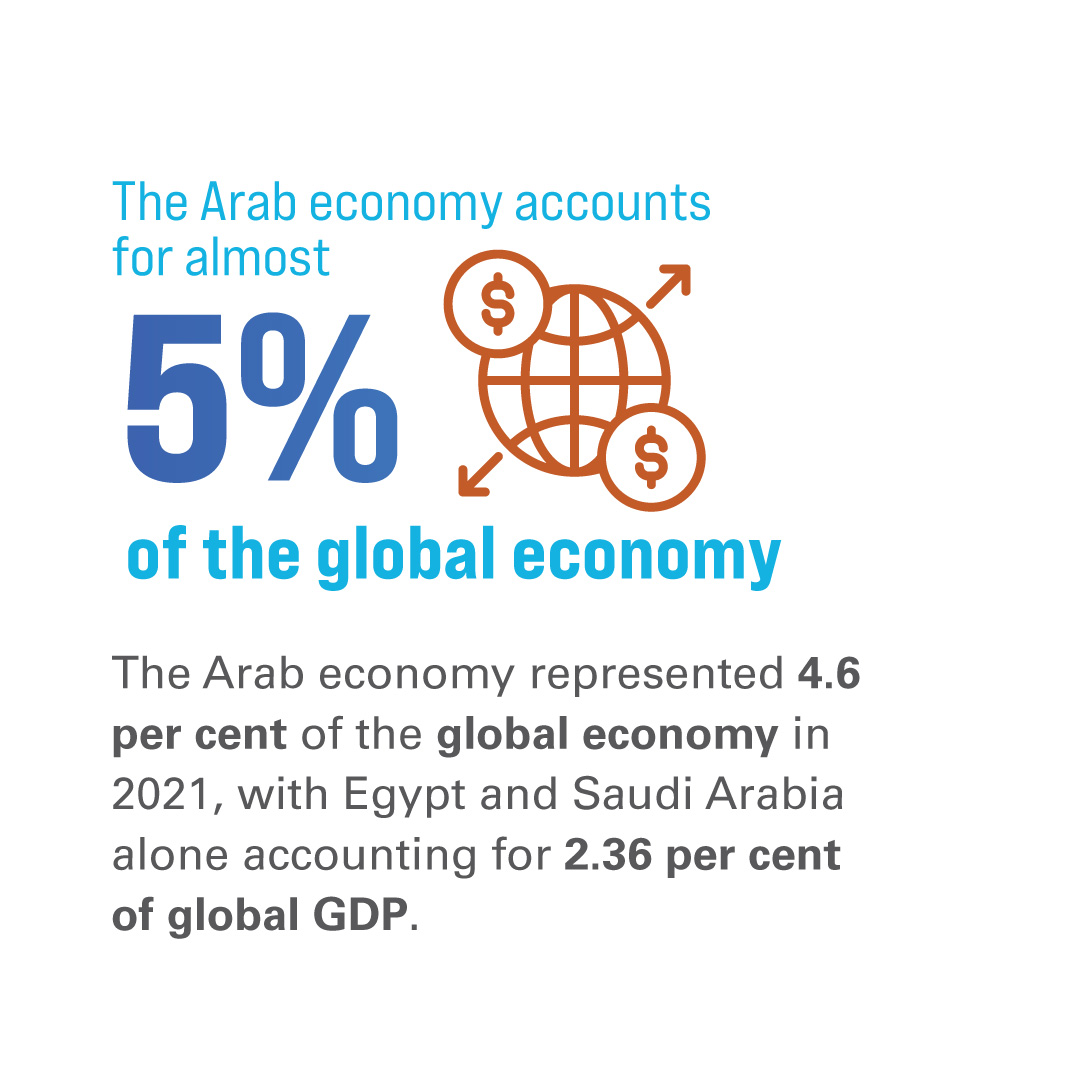 The Arab economy accounts
for almost
5%
of the global economy
The Arab economy represented 4.6
per cent of the global economy in
2021, with Egypt and Saudi Arabia
alone accounting for 2.36 per cent
of global GDP.
$
$